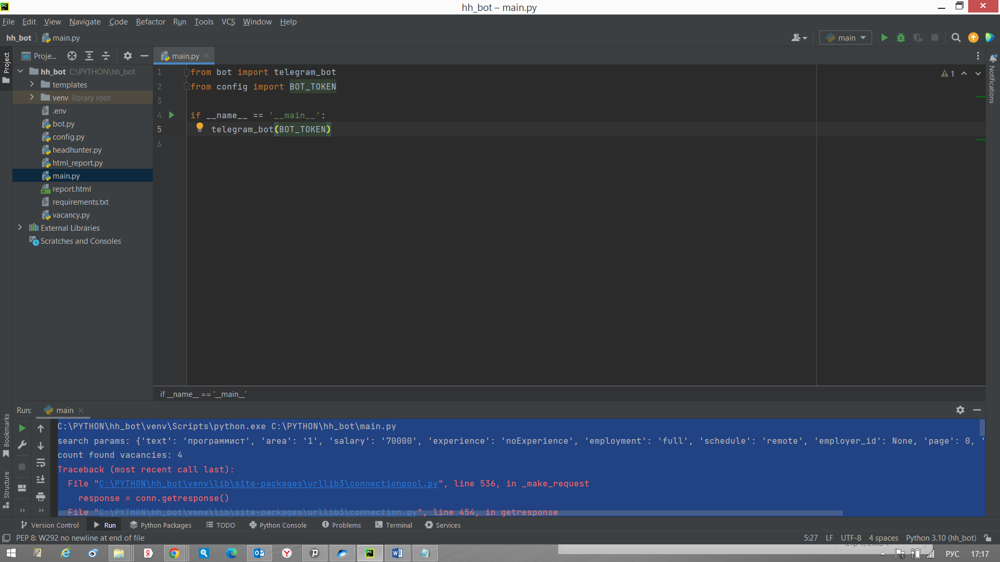 hh_bot – main.py
File Edit View Navigate Code Refactor Run Tools VCS Window Help
hh_bot main.py
main
Project
Proje...
main.py
hh_bot C:\PYTHON\hh_bot
templates
venv library root
.env
bot.py
config.py
headhunter.py
html_report.py
main.py
report.html
requirements.txt
vacancy.py
External Libraries
Scratches and Consoles
1 from bot import telegram_bot
2 from config import BOT_TOKEN
3
4 if __name__ == '__main__':
5 telegram_bot(BOT_TOKEN)
6
1
Notifications
if __name__ == '__main__'
Run: main
Bookmarks
Structure
C:\PYTHON\hh_bot\venv\Scripts\python.exe C:\PYTHON\hh_bot\main.py
search params: {'text': 'программист', 'area': '1', 'salary': '70000', 'experience': 'noExperience', 'employment': 'full', 'schedule': 'remote', 'employer_id': None, 'page': 0, '
count found vacancies: 4
Traceback (most recent call last):
File "C:\PYTHON\hh_bot\venv\lib\site-packages\urllib3\connectionpool.py", line 536, in _make_request
response = conn.getresponse()
File "C:\PYTHON\hh_bot\venv\lib\site-packages\urllib3\connection.py", line 454, in getresponse
Version Control Run Python Packages TODO Python Console Problems Terminal Services
PEP 8: W292 no newline at end of file
5:27 LF UTF-8 4 spaces Python 3.10 (hh_bot)
РУС 17:17